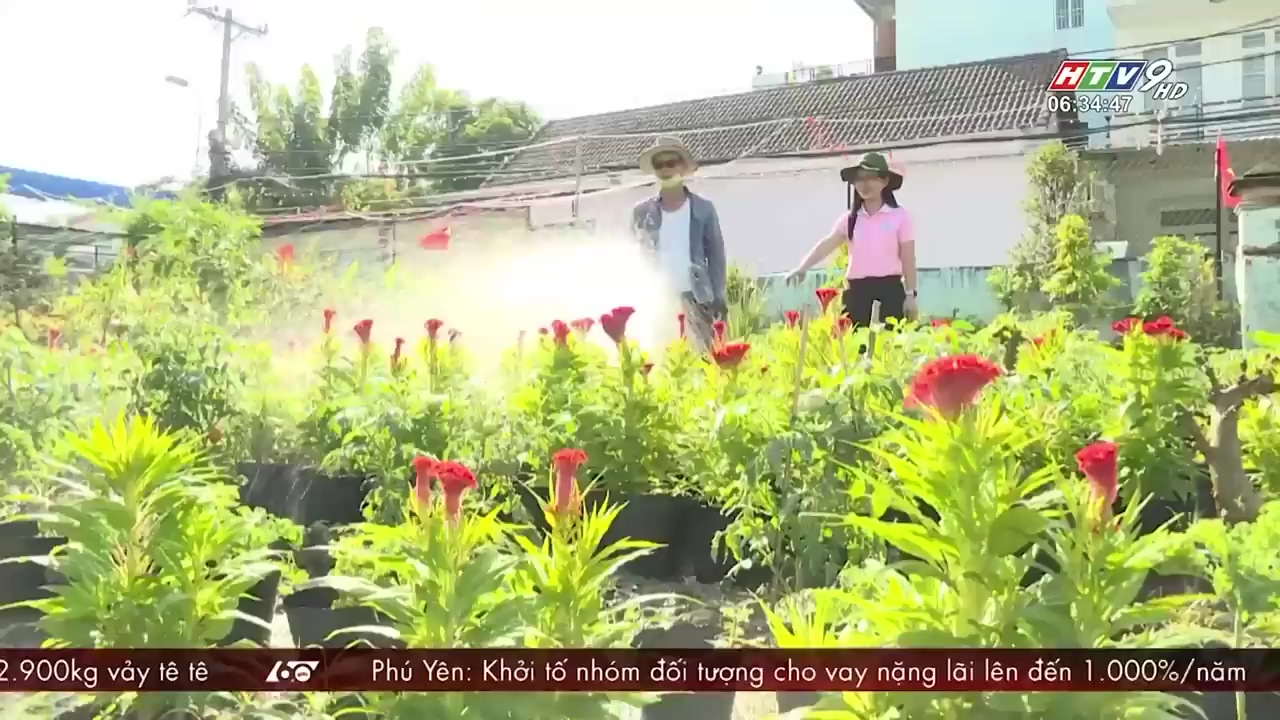 HTV9 HD
06:34:47
2.900kg vảy tê tê 60 Phú Yên: Khởi tố nhóm đối tượng cho vay nặng lãi lên đến 1.000%/năm